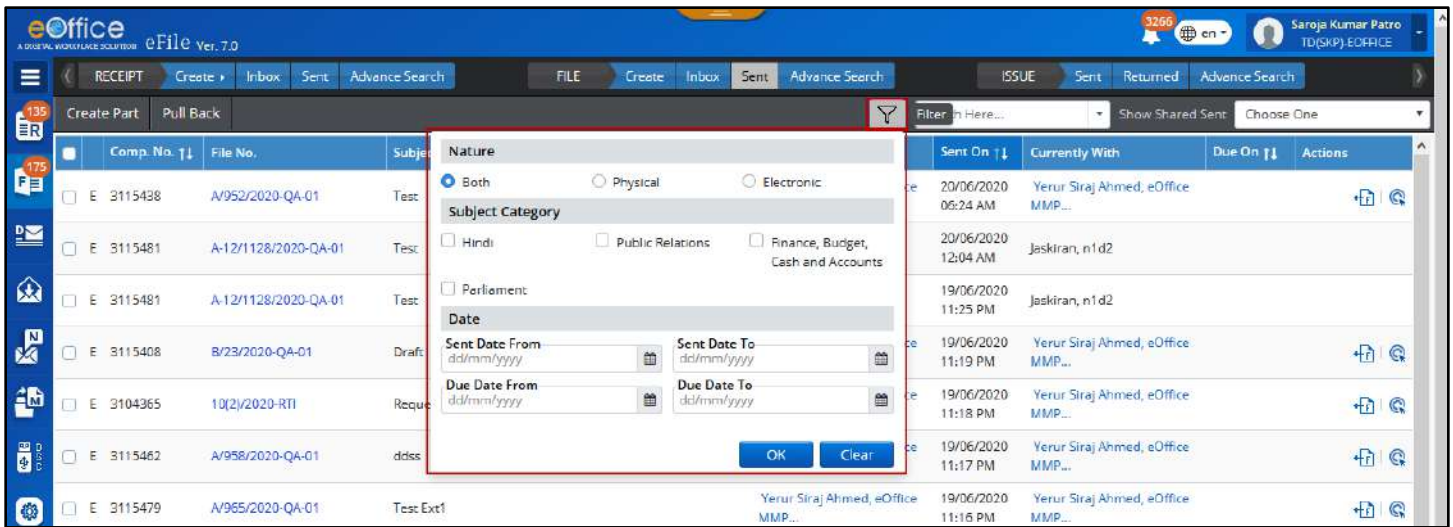 eOffice
A DIGITAL WORKPLACE SOLUTION eFile Ver. 7.0
3266
en
Saroja Kumar Patro
TD(SKP)-EOFFICE
RECEIPT Create Inbox Sent Advance Search FILE Create Inbox Sent Advance Search ISSUE Sent Returned Advance Search
135
R
Create Part Pull Back Filter h Here... Show Shared Sent Choose One
Comp. No. File No. Subje Sent On Currently With Due On Actions
175
F
Nature
Both Physical Electronic
Subject Category
Hindi Public Relations Finance, Budget, Cash and Accounts
Parliament
Date
Sent Date From Sent Date To
dd/mm/yyyy dd/mm/yyyy
Due Date From Due Date To
dd/mm/yyyy dd/mm/yyyy
OK Clear
E 3115438 A/952/2020-QA-01 Test ce 20/06/2020 06:24 AM Yerur Siraj Ahmed, eOffice MMP...
E 3115481 A-12/1128/2020-QA-01 Test 20/06/2020 12:04 AM Jaskiran, n1d2
E 3115481 A-12/1128/2020-QA-01 Test 19/06/2020 11:25 PM Jaskiran, n1d2
E 3115408 B/23/2020-QA-01 Draft ce 19/06/2020 11:19 PM Yerur Siraj Ahmed, eOffice MMP...
E 3104365 10(2)/2020-RTI Reque ce 19/06/2020 11:18 PM Yerur Siraj Ahmed, eOffice MMP...
E 3115462 A/958/2020-QA-01 ddss ce 19/06/2020 11:17 PM Yerur Siraj Ahmed, eOffice MMP...
E 3115479 A/965/2020-QA-01 Test Ext1 Yerur Siraj Ahmed, eOffice MMP... 19/06/2020 11:16 PM Yerur Siraj Ahmed, eOffice MMP...
D
N
M
DSC